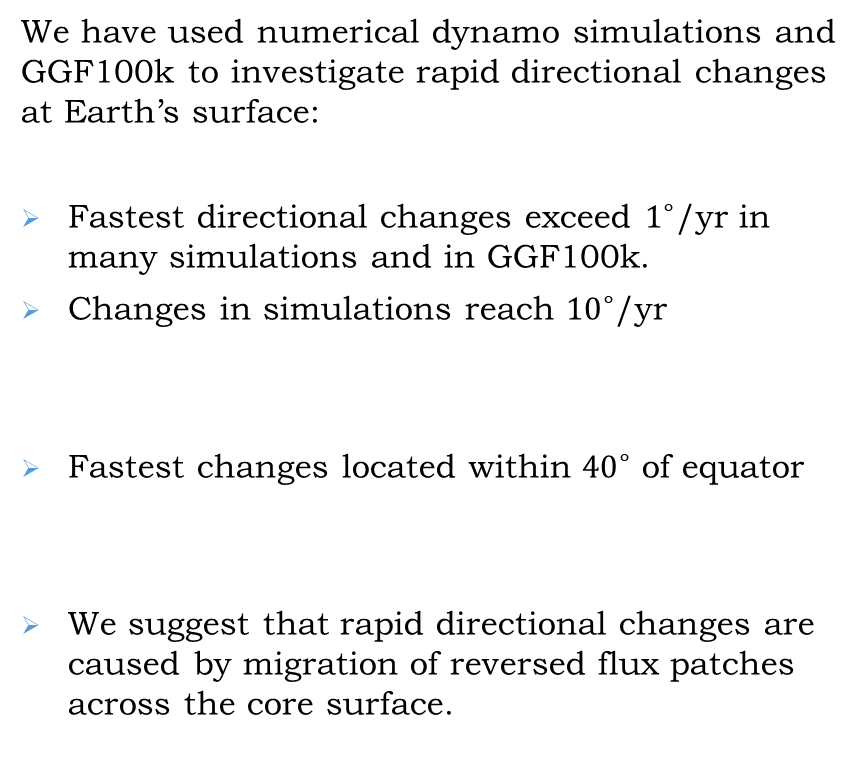 We have used numerical dynamo simulations and
GGF100k to investigate rapid directional changes
at Earth’s surface:
➢ Fastest directional changes exceed 1°/yr in
many simulations and in GGF100k.
➢ Changes in simulations reach 10°/yr
➢ Fastest changes located within 40° of equator
➢ We suggest that rapid directional changes are
caused by migration of reversed flux patches
across the core surface.